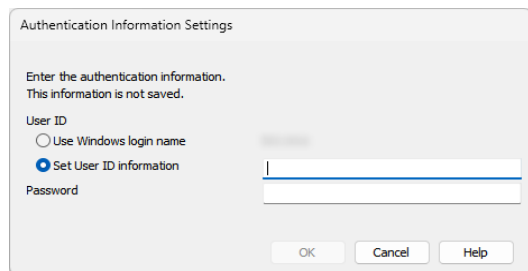 Authentication Information Settings
Enter the authentication information.
This information is not saved.
User ID
Use Windows login name
Set User ID information
Password
OK Cancel Help